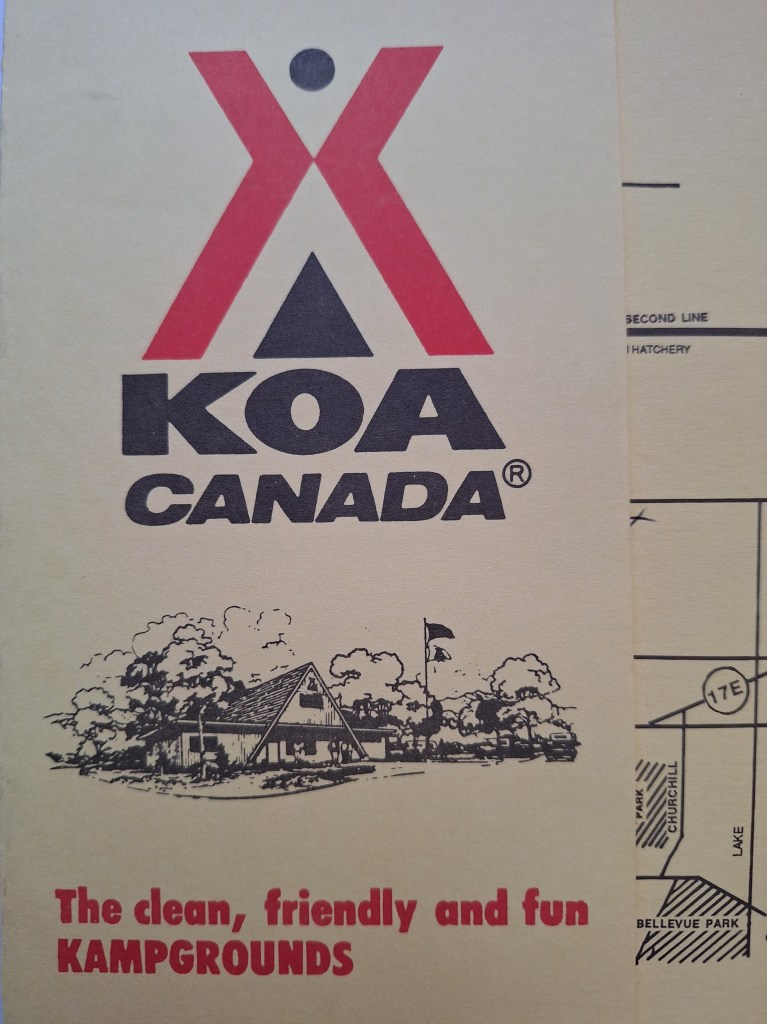 KOA
CANADA®
The clean, friendly and fun
KAMPGROUNDS
SECOND LINE
HATCHERY
17E
PARK
CHURCHILL
LAKE
BELLEVUE PARK